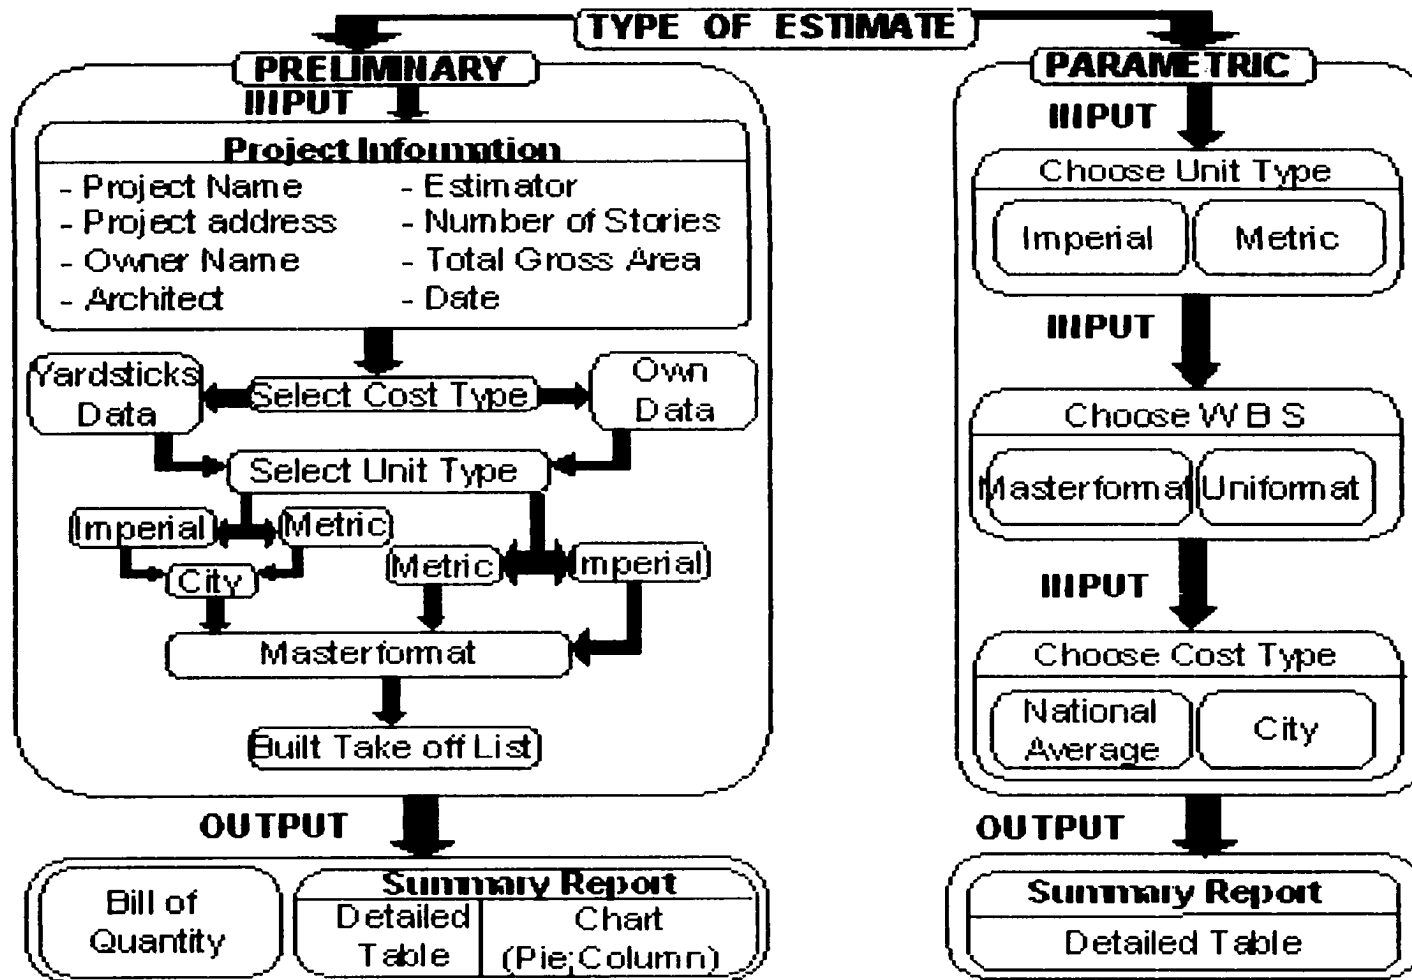 TYPE OF ESTIMATE
PRELIMINARY
INPUT
Project Information
- Project Name
- Project address
- Owner Name
- Architect
- Estimator
- Number of Stories
- Total Gross Area
- Date
Yardsticks
Data
Select Cost Type
Own
Data
Select Unit Type
Imperial
Metric
City
Metric
Imperial
Masterformat
Built Take off List
OUTPUT
Bill of
Quantity
Summary Report
Detailed
Table
Chart
(Pie;Column)
PARAMETRIC
INPUT
Choose Unit Type
Imperial
Metric
INPUT
Choose W B S
Masterformat
Uniformat
INPUT
Choose Cost Type
National
Average
City
OUTPUT
Summary Report
Detailed Table